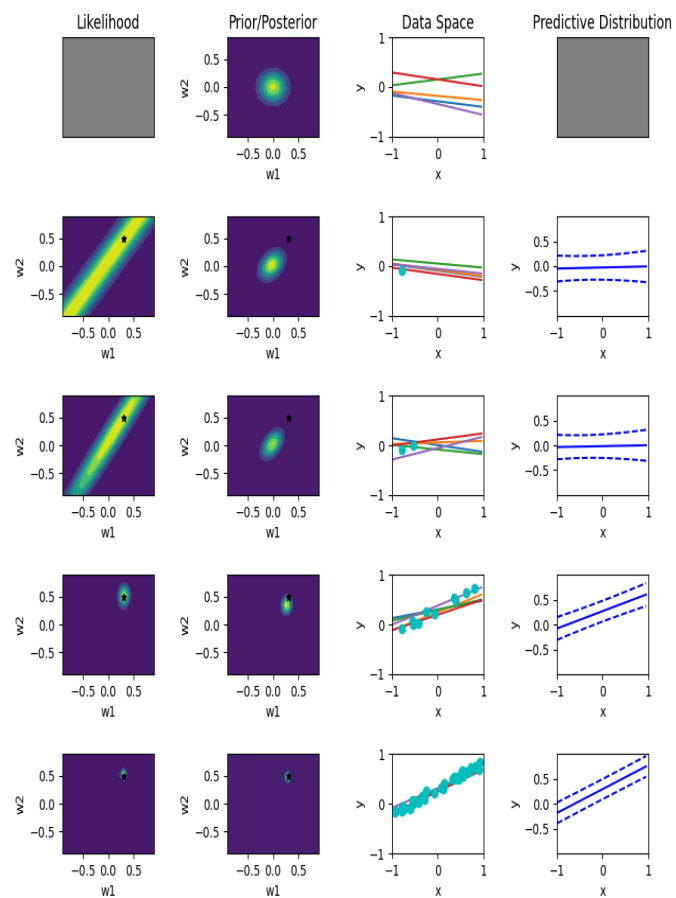 Likelihood Prior/Posterior Data Space Predictive Distribution
w2 0.5 0.0 −0.5 y 1 0 −1
−0.5 0.0 0.5 −1 0 1
w1 x
w2 0.5 0.0 −0.5 w2 0.5 0.0 −0.5 y 1 0 −1 y 0.5 0.0 −0.5
−0.5 0.0 0.5 −0.5 0.0 0.5 −1 0 1 −1 0 1
w1 w1 x x
w2 0.5 0.0 −0.5 w2 0.5 0.0 −0.5 y 1 0 −1 y 0.5 0.0 −0.5
−0.5 0.0 0.5 −0.5 0.0 0.5 −1 0 1 −1 0 1
w1 w1 x x
w2 0.5 0.0 −0.5 w2 0.5 0.0 −0.5 y 1 0 −1 y 0.5 0.0 −0.5
−0.5 0.0 0.5 −0.5 0.0 0.5 −1 0 1 −1 0 1
w1 w1 x x
w2 0.5 0.0 −0.5 w2 0.5 0.0 −0.5 y 1 0 −1 y 0.5 0.0 −0.5
−0.5 0.0 0.5 −0.5 0.0 0.5 −1 0 1 −1 0 1
w1 w1 x x